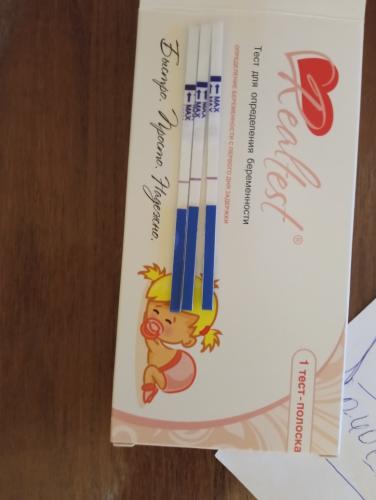 Realtest®
Тест для определения беременности
ОПРЕДЕЛЕНИЕ БЕРЕМЕННОСТИ С ПЕРВОГО ДНЯ ЗАДЕРЖКИ
MAX
MAX
MAX
MAX
Быстро. Просто. Надежно.
1 тест-полоска